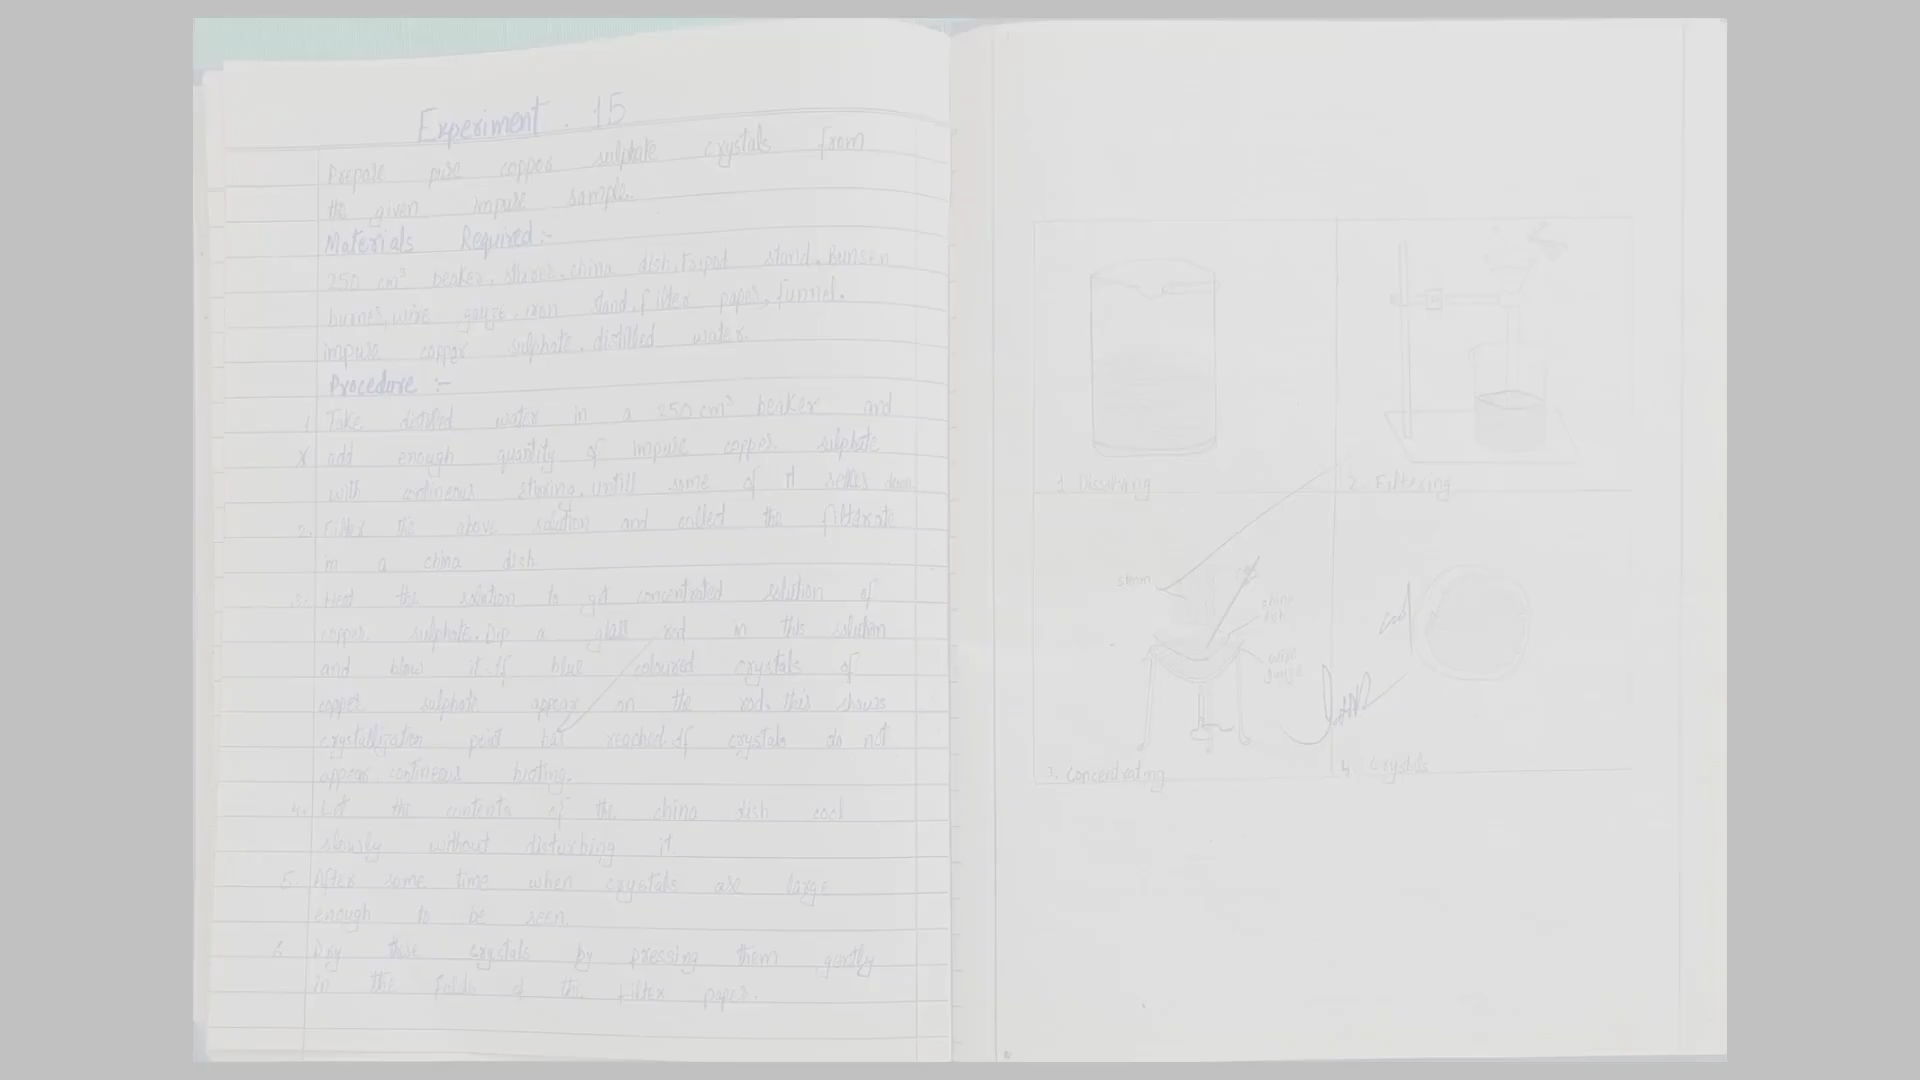 Experiment . 15
Prepare pure copper sulphate crystals from
the given impure sample.
Materials Required:-
250 cm³ beaker, stirrer, china dish, Tripod stand, Bunsen
burner, wire gauze, iron stand, filter paper, funnel,
impure copper sulphate, distilled water.
Procedure :-
1. Take distilled water in a 250 cm³ beaker and
add enough quantity of impure copper sulphate
with contineous stiring, untill some of it settles down
2. Filter the above solution and colled the filterate
in a china dish
3. Heat the solution to get concentrated solution of
copper sulphate. Dip a glass rod in this solution
and blow it. If blue coloured crystals of
copper sulphate appear on the rod, this shows
crystallization point has reached. If crystals do not
appear contineous
4. Let the contents of the china dish cool
slowly without disturbing it.
5. After some time when crystals are large
enough to be seen.
6. Dry these crystals by pressing them gently
in the folds of the filter paper.
1. Dissolving
2. Filtering
china
dish
wire
gauze
3. Concentrating
4. Crystals